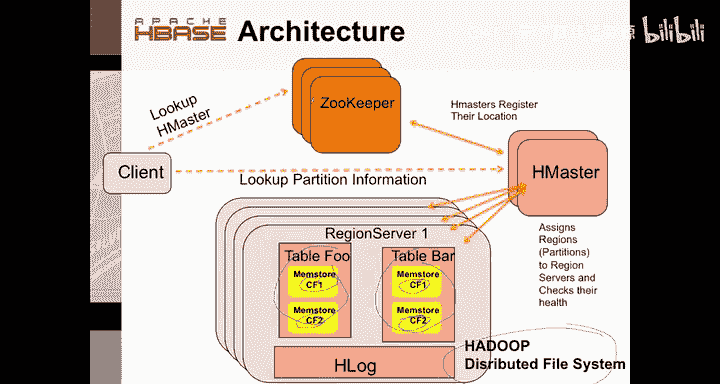 APACHE
HBASE Architecture
bilibili
ZooKeeper
Lookup
HMaster
Hmasters Register
Their Location
Client
HMaster
Lookup Partition Information
RegionServer 1
Table Foo
Table Bar
Memstore
CF1
Memstore
CF1
Memstore
CF2
Memstore
CF2
Assigns
Regions
(Partitions)
to Region
Servers and
Checks their
health
HLog
HADOOP
Disributed File System